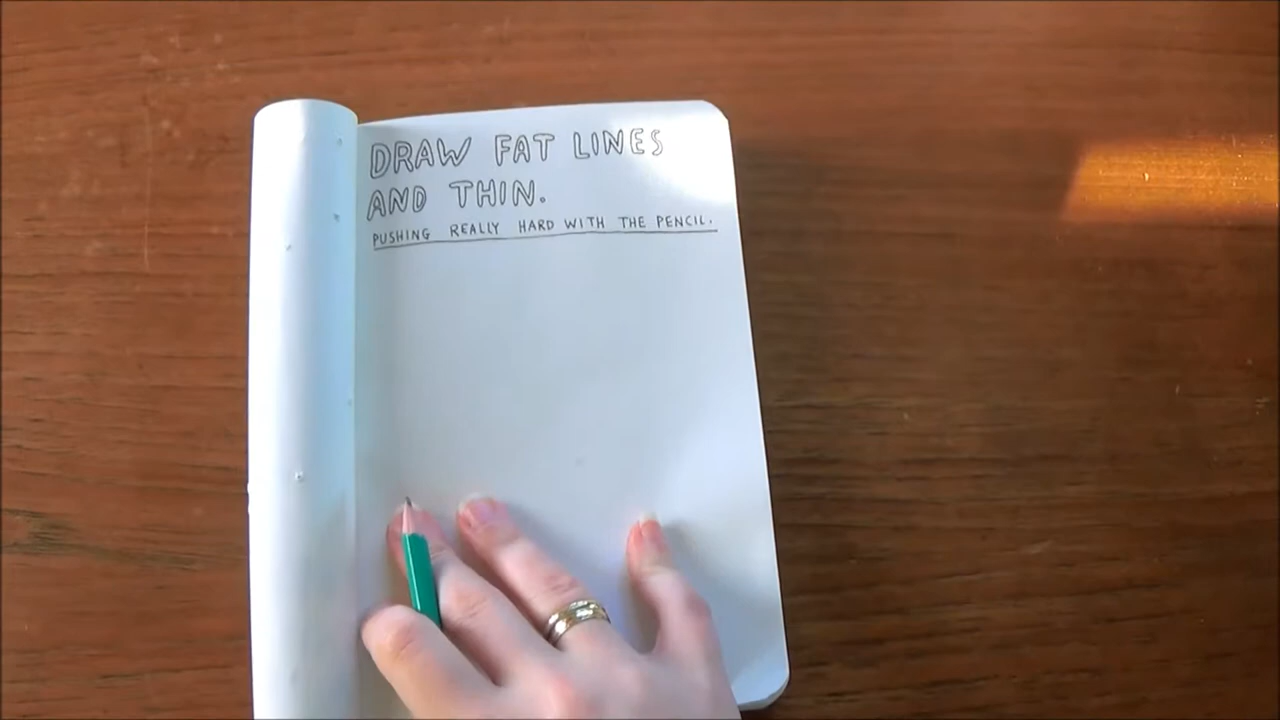 DRAW FAT LINES
AND THIN.
PUSHING REALLY HARD WITH THE PENCIL.